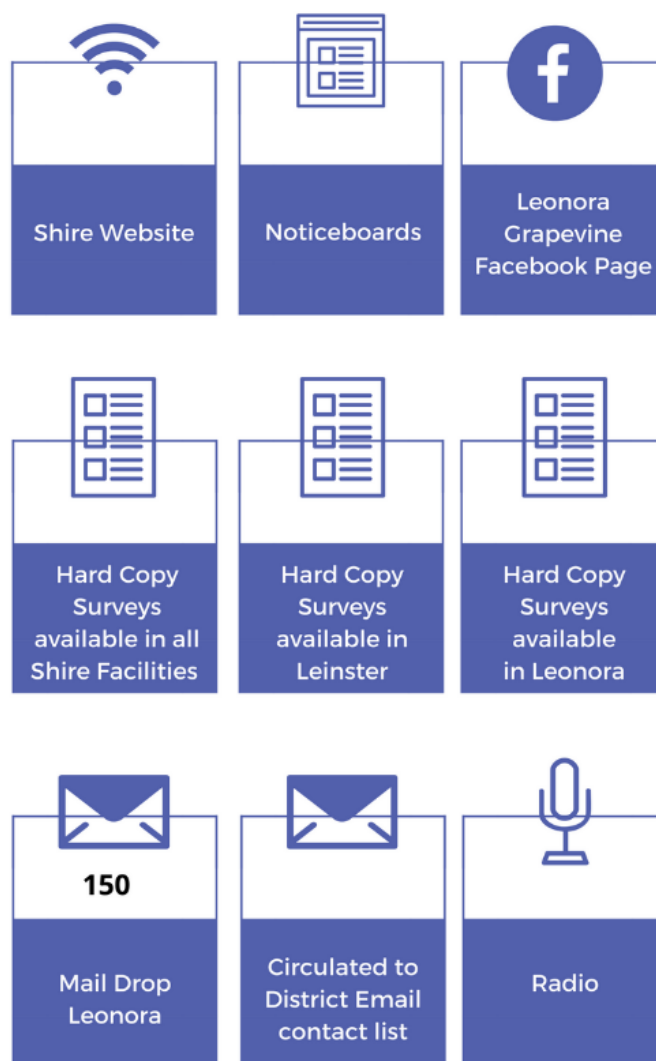 Shire Website
Noticeboards
Leonora
Grapevine
Facebook Page
Hard Copy
Surveys
available in all
Shire Facilities
Hard Copy
Surveys
available in
Leinster
Hard Copy
Surveys
available
in Leonora
150
Mail Drop
Leonora
Circulated to
District Email
contact list
Radio